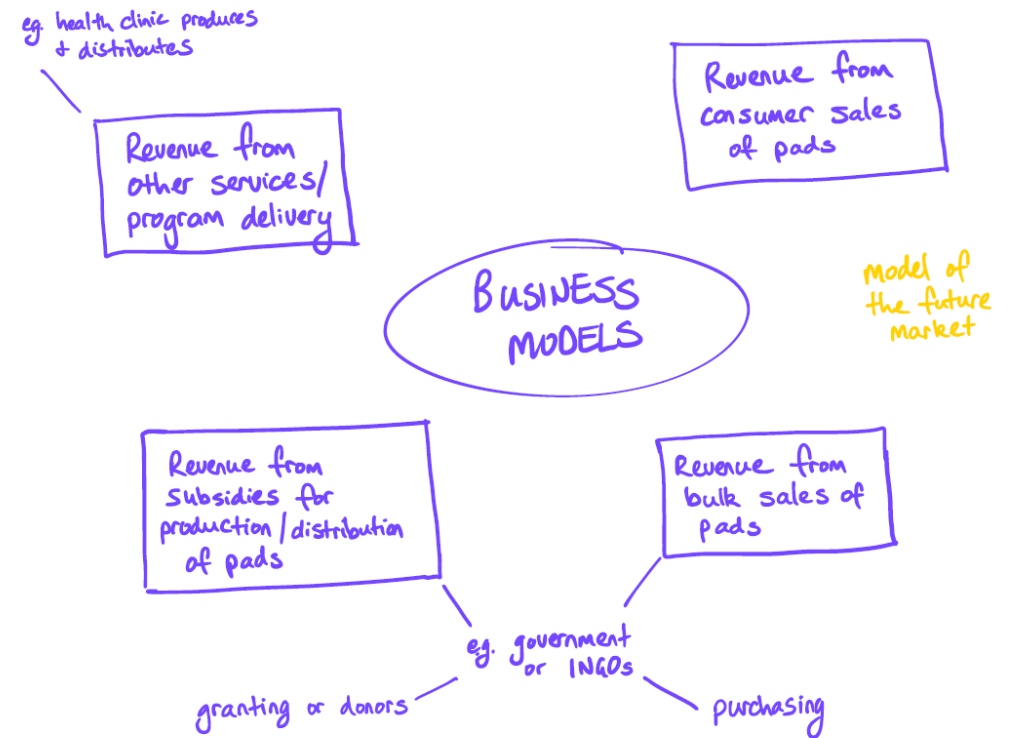 eg. health clinic produces
+ distributes
Revenue from
other services/
program delivery
Revenue from
consumer sales
of pads
BUSINESS
MODELS
model of
the future
market
Revenue from
subsidies for
production/distribution
of pads
Revenue from
bulk sales of
pads
e.g. government
or INGOs
granting or donors
purchasing